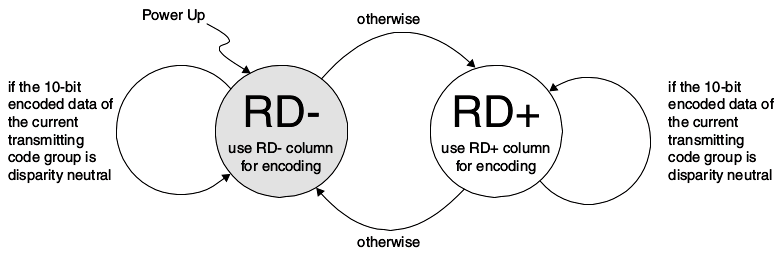 Power Up
otherwise
if the 10-bit
encoded data of
the current
transmitting
code group is
disparity neutral
RD-
use RD- column
for encoding
RD+
use RD+ column
for encoding
if the 10-bit
encoded data of
the current
transmitting
code group is
disparity neutral
otherwise